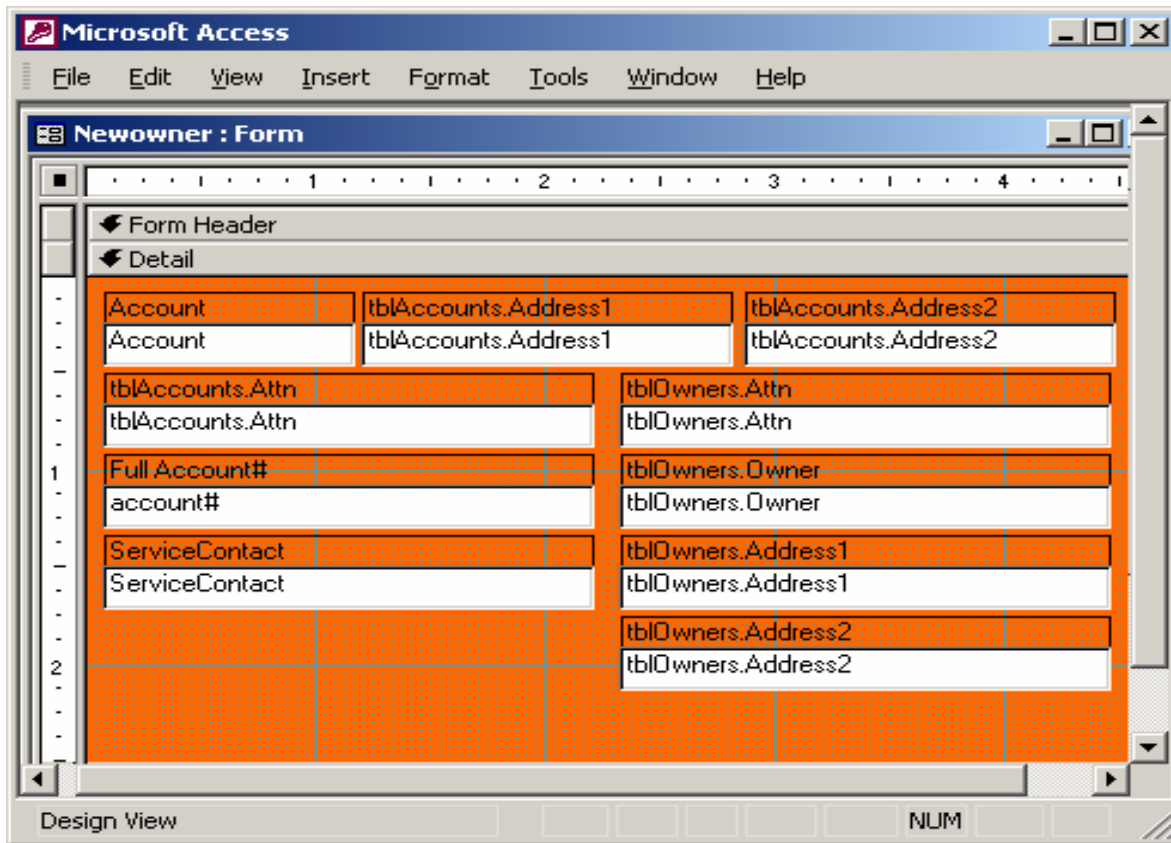 Microsoft Access
File Edit View Insert Format Tools Window Help
Newowner : Form
1 2 3 4
Form Header
Detail
Account tblAccounts.Address1 tblAccounts.Address2
Account tblAccounts.Address1 tblAccounts.Address2
tblAccounts.Attn tblOwners.Attn
tblAccounts.Attn tblOwners.Attn
1 Full Account# tblOwners.Owner
account# tblOwners.Owner
ServiceContact tblOwners.Address1
ServiceContact tblOwners.Address1
tblOwners.Address2
2 tblOwners.Address2
Design View NUM